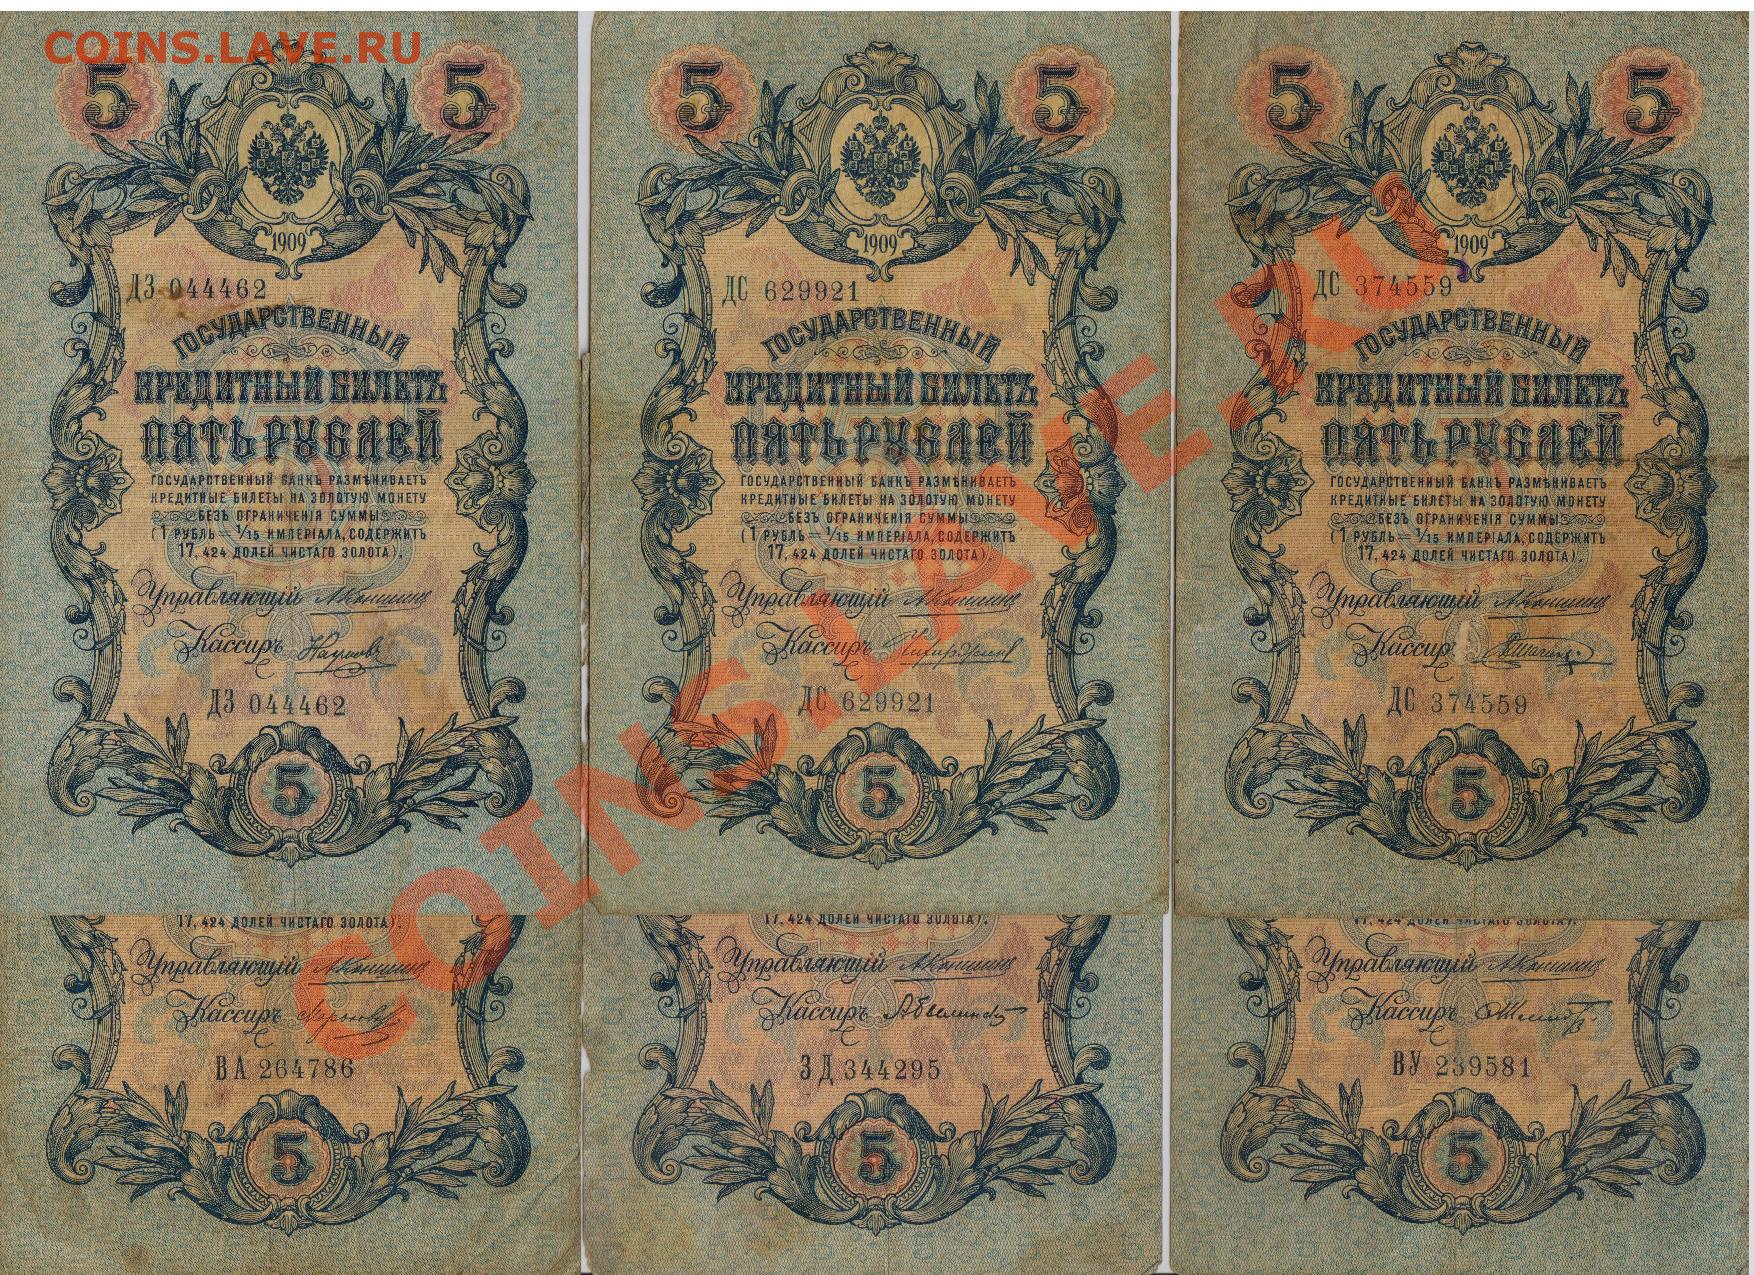 COINS.LAVE.RU
5 5
1909
ДЗ 044462
ГОСУДАРСТВЕННЫЙ
КРЕДИТНЫЙ БИЛЕТЪ
ПЯТЬ РУБЛЕЙ
ГОСУДАРСТВЕННЫЙ БАНКЪ РАЗМѢНИВАЕТЪ
КРЕДИТНЫЕ БИЛЕТЫ НА ЗОЛОТУЮ МОНЕТУ
БЕЗЪ ОГРАНИЧЕНІЯ СУММЫ
(1 РУБЛЬ = 1/15 ИМПЕРІАЛА, СОДЕРЖИТЪ
17,424 ДОЛЕЙ ЧИСТАГО ЗОЛОТА).
Управляющій
Кассиръ
ДЗ 044462
5
5 5
1909
ДС 629921
ГОСУДАРСТВЕННЫЙ
КРЕДИТНЫЙ БИЛЕТЪ
ПЯТЬ РУБЛЕЙ
ГОСУДАРСТВЕННЫЙ БАНКЪ РАЗМѢНИВАЕТЪ
КРЕДИТНЫЕ БИЛЕТЫ НА ЗОЛОТУЮ МОНЕТУ
БЕЗЪ ОГРАНИЧЕНІЯ СУММЫ
(1 РУБЛЬ = 1/15 ИМПЕРІАЛА, СОДЕРЖИТЪ
17,424 ДОЛЕЙ ЧИСТАГО ЗОЛОТА).
Управляющій
Кассиръ
ДС 629921
5
5 5
1909
ДС 374559
ГОСУДАРСТВЕННЫЙ
КРЕДИТНЫЙ БИЛЕТЪ
ПЯТЬ РУБЛЕЙ
ГОСУДАРСТВЕННЫЙ БАНКЪ РАЗМѢНИВАЕТЪ
КРЕДИТНЫЕ БИЛЕТЫ НА ЗОЛОТУЮ МОНЕТУ
БЕЗЪ ОГРАНИЧЕНІЯ СУММЫ
(1 РУБЛЬ = 1/15 ИМПЕРІАЛА, СОДЕРЖИТЪ
17,424 ДОЛЕЙ ЧИСТАГО ЗОЛОТА).
Управляющій
Кассиръ
ДС 374559
5
17,424 ДОЛЕЙ ЧИСТАГО ЗОЛОТА).
Управляющій
Кассиръ
ВА 264786
5
17,424 ДОЛЕЙ ЧИСТАГО ЗОЛОТА).
Управляющій
Кассиръ
ЗД 344295
5
17,424 ДОЛЕЙ ЧИСТАГО ЗОЛОТА).
Управляющій
Кассиръ
ВУ 239581
5
COINS.LAVE.RU